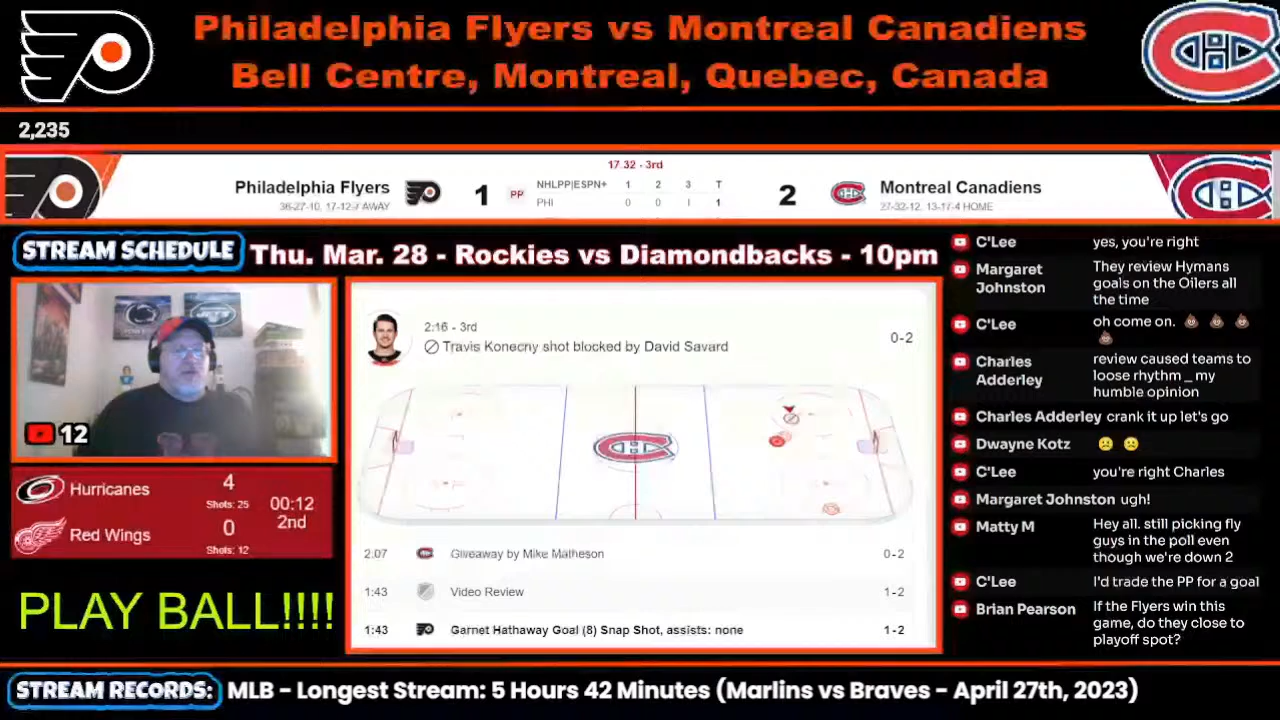 Philadelphia Flyers vs Montreal Canadiens
Bell Centre, Montreal, Quebec, Canada
2,235
17:32 - 3rd
Philadelphia Flyers
1
PP
NHLPP|ESPN+ 1 2 3 T
PHI 0 0 1 1
2
Montreal Canadiens
AWAY
HOME
STREAM SCHEDULE
Thu. Mar. 28 - Rockies vs Diamondbacks - 10pm
12
Hurricanes 4
Shots: 25
00:12
2nd
Red Wings 0
Shots: 12
PLAY BALL!!!!
2:16 - 3rd
Travis Konecny shot blocked by David Savard
0-2
2:07 Giveaway by Mike Matheson 0-2
1:43 Video Review 1-2
1:43 Garnet Hathaway Goal (8) Snap Shot, assists: none 1-2
C'Lee yes, you're right
Margaret Johnston They review Hymans
goals on the Oilers all
the time
C'Lee oh come on. 💩 💩 💩
💩
Charles Adderley review caused teams to
loose rhythm _ my
humble opinion
Charles Adderley crank it up let's go
Dwayne Kotz 🙁 🙁
C'Lee you're right Charles
Margaret Johnston ugh!
Matty M Hey all. still picking fly
guys in the poll even
though we're down 2
C'Lee I'd trade the PP for a goal
Brian Pearson If the Flyers win this
game, do they close to
playoff spot?
STREAM RECORDS: MLB - Longest Stream: 5 Hours 42 Minutes (Marlins vs Braves - April 27th, 2023)